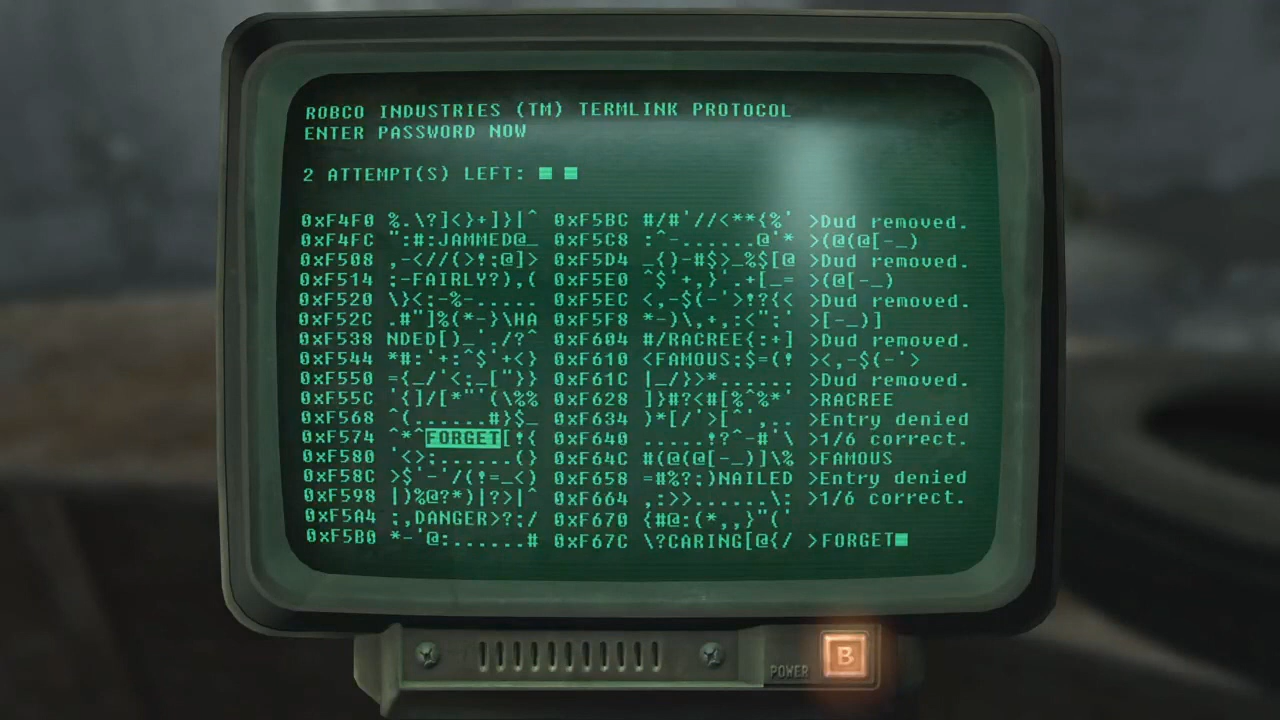 ROBCO INDUSTRIES (TM) TERMLINK PROTOCOL
ENTER PASSWORD NOW
2 ATTEMPT(S) LEFT: ■ ■
0xF4F0 %.\?]<}+]}|^ 0xF5BC #/#'//<**{%' >Dud removed.
0xF4FC ":#:JAMMED@_ 0xF5C8 :^-......@'* >(@(@[-_)
0xF508 ,-<//(>!;@]> 0xF5D4 _{)-#$>_%$[@ >Dud removed.
0xF514 :-FAIRLY?),( 0xF5E0 ^$'+,}'.+[_= >(@[-_)
0xF520 \}<;-%-..... 0xF5EC <,-$(-'>!?{< >Dud removed.
0xF52C .#"]%(*-}\HA 0xF5F8 *-)\,+,:<":' >[-_)]
0xF538 NDED[)_'./?^ 0xF604 #/RACREE{:+] >Dud removed.
0xF544 *#:'+:^$'+<} 0xF610 <FAMOUS;$=(! ><,-$(-'>
0xF550 ={_/'<;_["}} 0xF61C |_/}>*...... >Dud removed.
0xF55C '{]/[*"'(\%% 0xF628 ]}#?<#[%^%*' >RACREE
0xF568 ^(......#}$_ 0xF634 )*[/'>[^'... >Entry denied
0xF574 ^*^FORGET[!{ 0xF640 .....!?^-#'\ >1/6 correct.
0xF580 '<>:......(} 0xF64C #(@(@[-_)]\% >FAMOUS
0xF58C >$'-'/(!=_<) 0xF658 =#%?;)NAILED >Entry denied
0xF598 |)%@?*)|?>|^ 0xF664 ,:>>......\: >1/6 correct.
0xF5A4 :,DANGER>?;/ 0xF670 {#@:(*,,}"('
0xF5B0 *-'@:......# 0xF67C \?CARING[@{/ >FORGET■
POWER
B